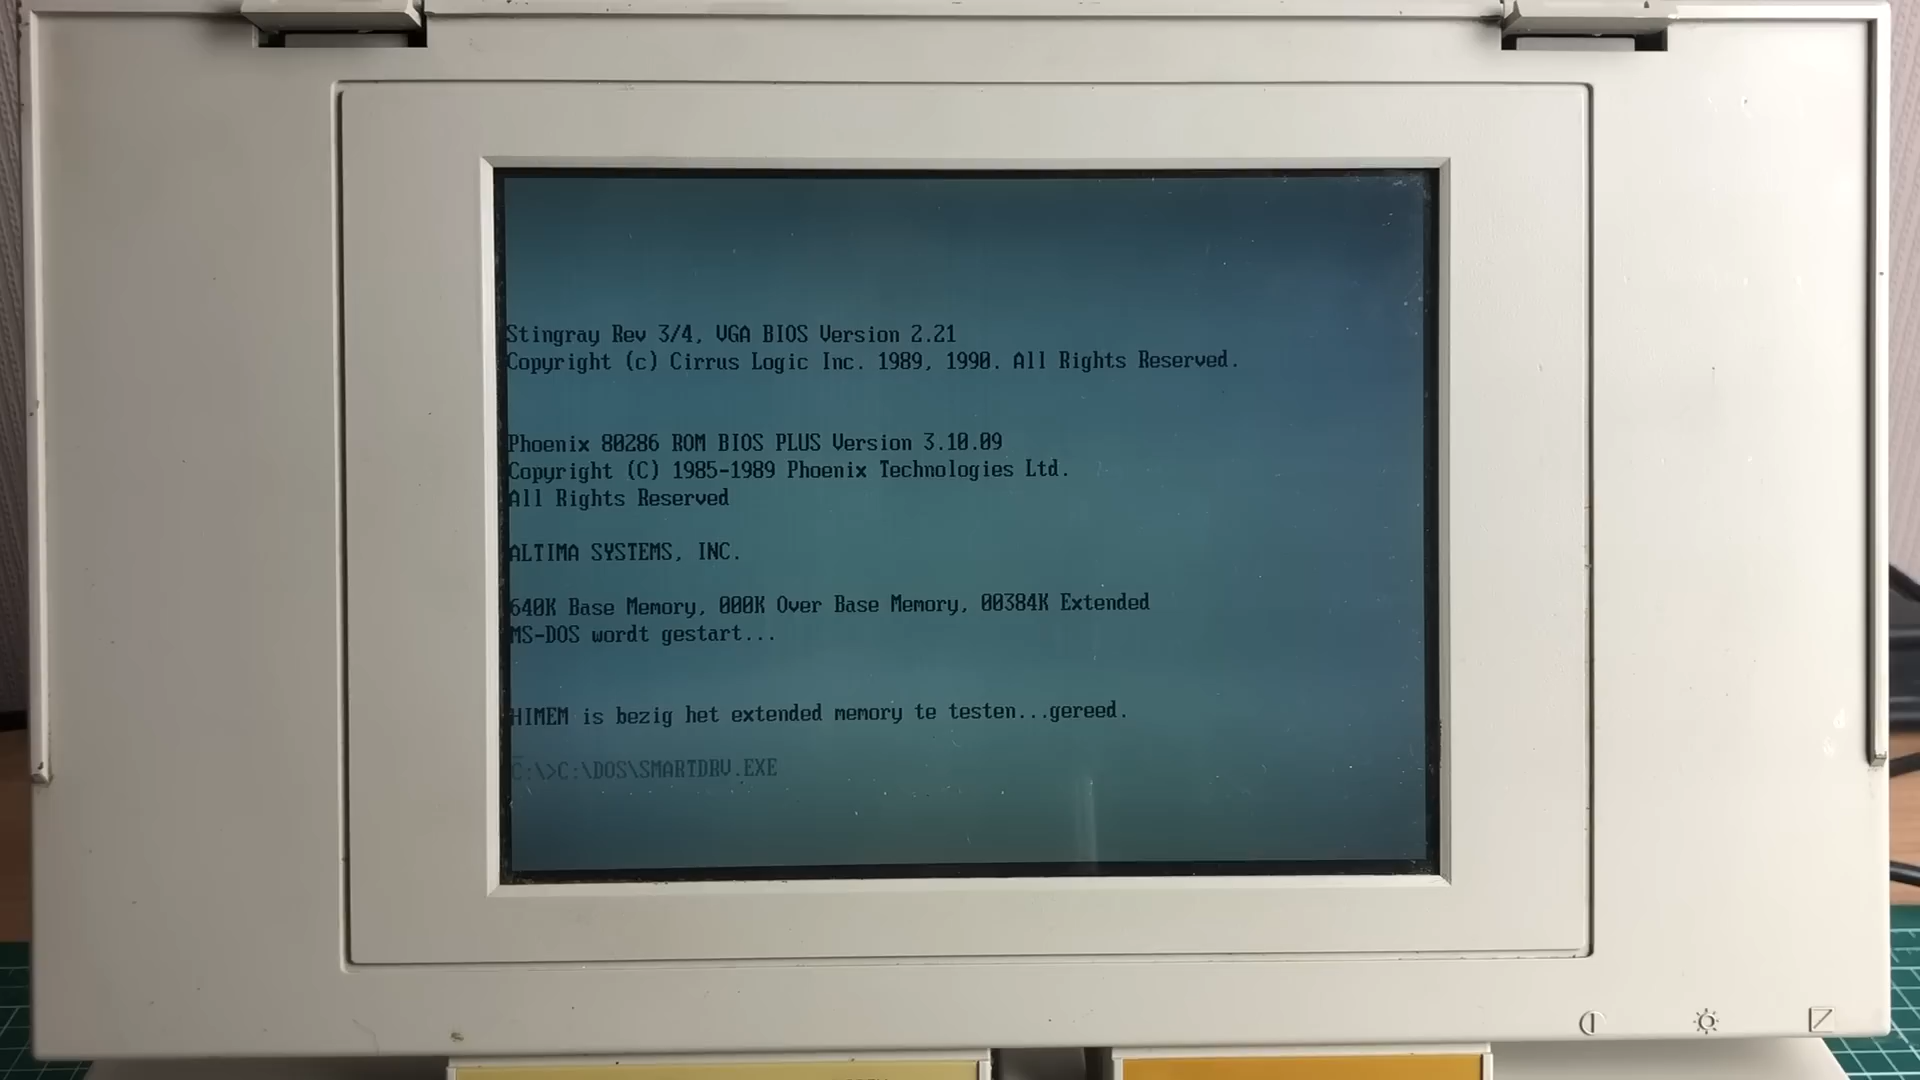 Stingray Rev 3/4, VGA BIOS Version 2.21
Copyright (c) Cirrus Logic Inc. 1989, 1990. All Rights Reserved.
Phoenix 80286 ROM BIOS PLUS Version 3.10.09
Copyright (C) 1985-1989 Phoenix Technologies Ltd.
All Rights Reserved
ALTIMA SYSTEMS, INC.
640K Base Memory, 000K Over Base Memory, 00384K Extended
MS-DOS wordt gestart...
HIMEM is bezig het extended memory te testen...gereed.
C:\>C:\DOS\SMARTDRV.EXE